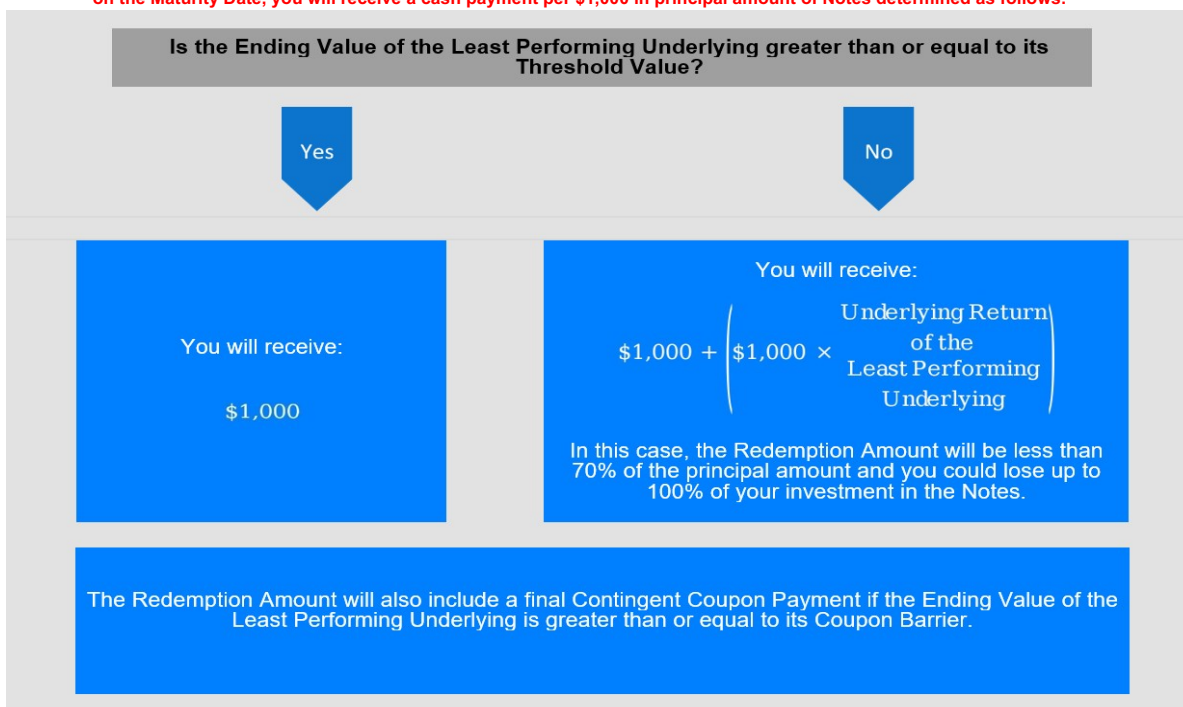 on the Maturity Date, you will receive a cash payment per $1,000 in principal amount of Notes determined as follows:
Is the Ending Value of the Least Performing Underlying greater than or equal to its
Threshold Value?
Yes
No
You will receive:
$1,000
You will receive:
$1,000 + ($1,000 × Underlying Return
of the
Least Performing
Underlying)
In this case, the Redemption Amount will be less than
70% of the principal amount and you could lose up to
100% of your investment in the Notes.
The Redemption Amount will also include a final Contingent Coupon Payment if the Ending Value of the
Least Performing Underlying is greater than or equal to its Coupon Barrier.